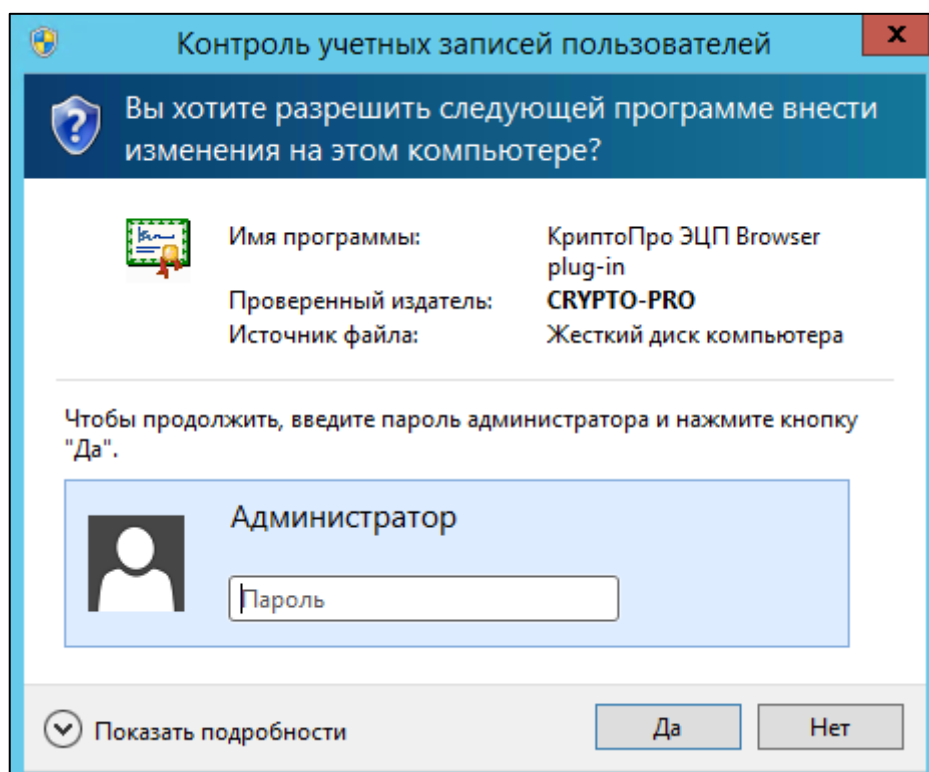 Контроль учетных записей пользователей
x
Вы хотите разрешить следующей программе внести
изменения на этом компьютере?
Имя программы: КриптоПро ЭЦП Browser
plug-in
Проверенный издатель: CRYPTO-PRO
Источник файла: Жесткий диск компьютера
Чтобы продолжить, введите пароль администратора и нажмите кнопку
"Да".
Администратор
Пароль
Показать подробности Да Нет